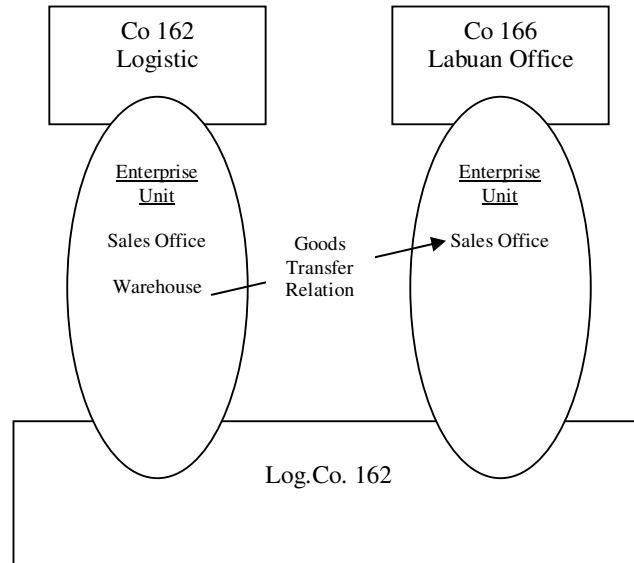 Co 162
Logistic
Co 166
Labuan Office
Enterprise
Unit
Sales Office
Warehouse
Goods
Transfer
Relation
Enterprise
Unit
Sales Office
Log.Co. 162